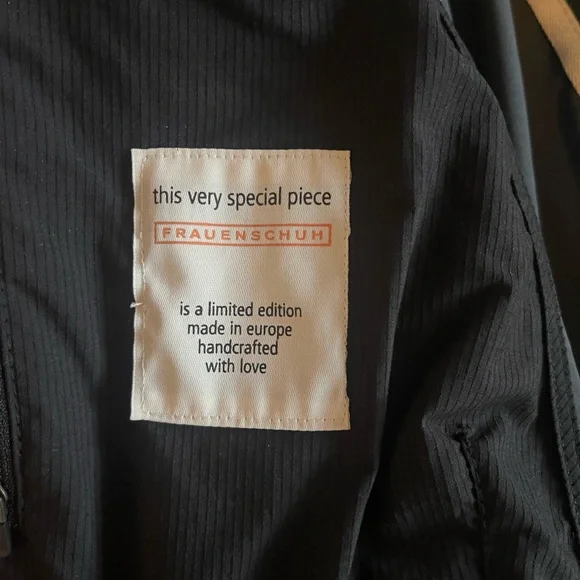 this very special piece
FRAUENSCHUH
is a limited edition
made in europe
handcrafted
with love